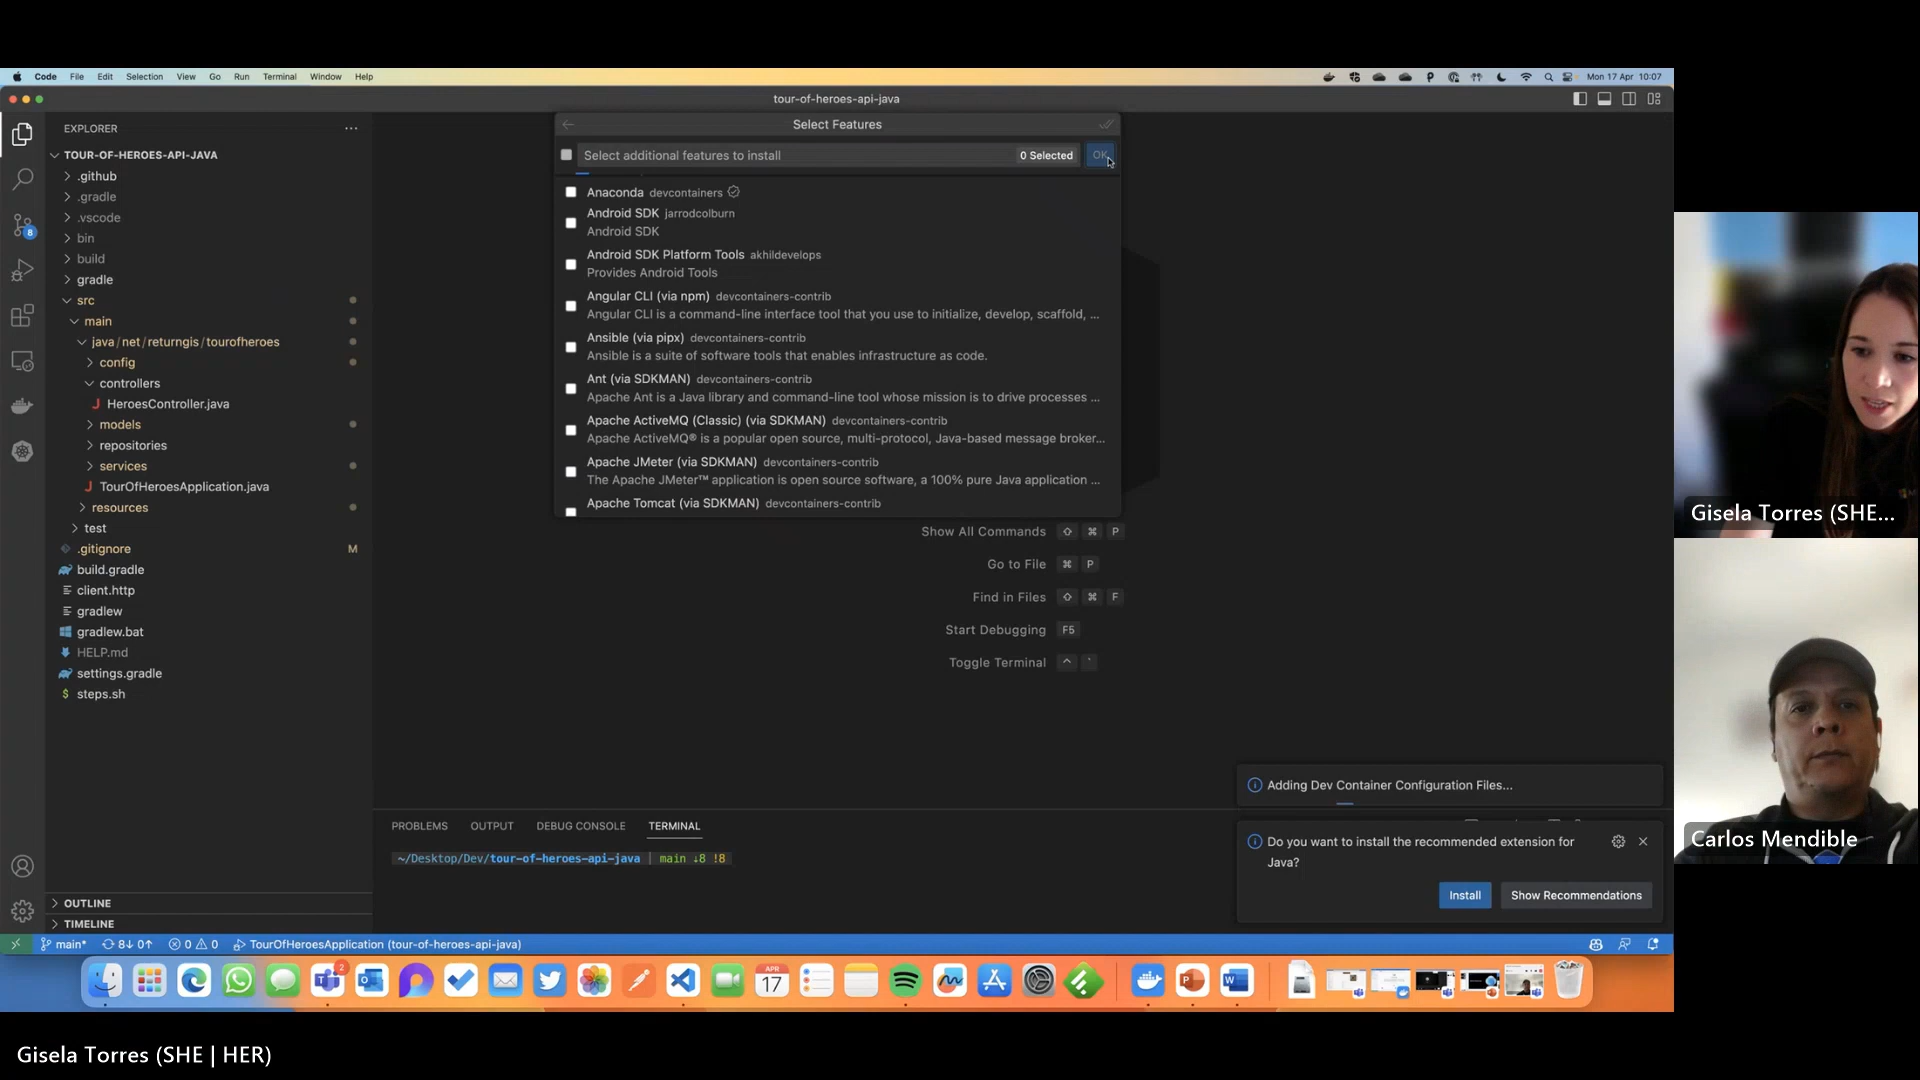 Code File Edit Selection View Go Run Terminal Window Help
Mon 17 Apr 10:07
tour-of-heroes-api-java
EXPLORER
TOUR-OF-HEROES-API-JAVA
.github
.gradle
.vscode
bin
build
gradle
src
main
java/net/returngis/tourofheroes
config
controllers
J HeroesController.java
models
repositories
services
J TourOfHeroesApplication.java
resources
test
.gitignore M
build.gradle
client.http
gradlew
gradlew.bat
HELP.md
settings.gradle
$ steps.sh
OUTLINE
TIMELINE
8
Select Features
Select additional features to install 0 Selected OK
Anaconda devcontainers
Android SDK jarrodcolburn
Android SDK
Android SDK Platform Tools akhildevelops
Provides Android Tools
Angular CLI (via npm) devcontainers-contrib
Angular CLI is a command-line interface tool that you use to initialize, develop, scaffold, ...
Ansible (via pipx) devcontainers-contrib
Ansible is a suite of software tools that enables infrastructure as code.
Ant (via SDKMAN) devcontainers-contrib
Apache Ant is a Java library and command-line tool whose mission is to drive processes ...
Apache ActiveMQ (Classic) (via SDKMAN) devcontainers-contrib
Apache ActiveMQ® is a popular open source, multi-protocol, Java-based message broker...
Apache JMeter (via SDKMAN) devcontainers-contrib
The Apache JMeter™ application is open source software, a 100% pure Java application ...
Apache Tomcat (via SDKMAN) devcontainers-contrib
Show All Commands ⇧ ⌘ P
Go to File ⌘ P
Find in Files ⇧ ⌘ F
Start Debugging F5
Toggle Terminal ^ `
PROBLEMS OUTPUT DEBUG CONSOLE TERMINAL
~/Desktop/Dev/tour-of-heroes-api-java | main ↓8 !8
Adding Dev Container Configuration Files...
Do you want to install the recommended extension for
Java?
Install Show Recommendations
main* 8↓ 0↑ 0 0 TourOfHeroesApplication (tour-of-heroes-api-java)
2
APR
17
Gisela Torres (SHE...
Carlos Mendible
Gisela Torres (SHE | HER)